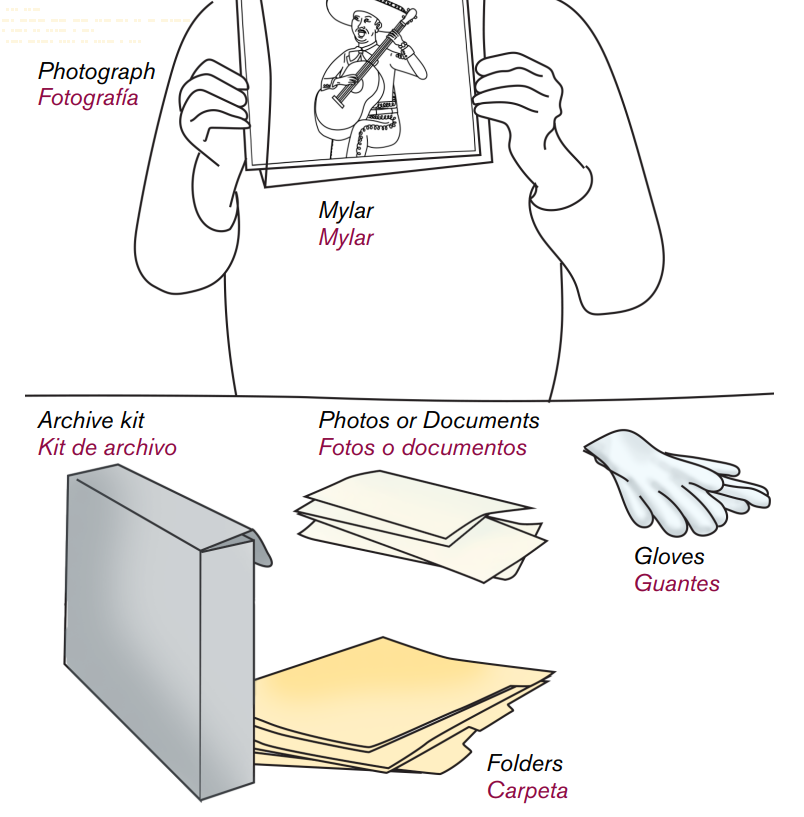 Photograph
Fotografía
Mylar
Mylar
Archive kit
Kit de archivo
Photos or Documents
Fotos o documentos
Gloves
Guantes
Folders
Carpeta